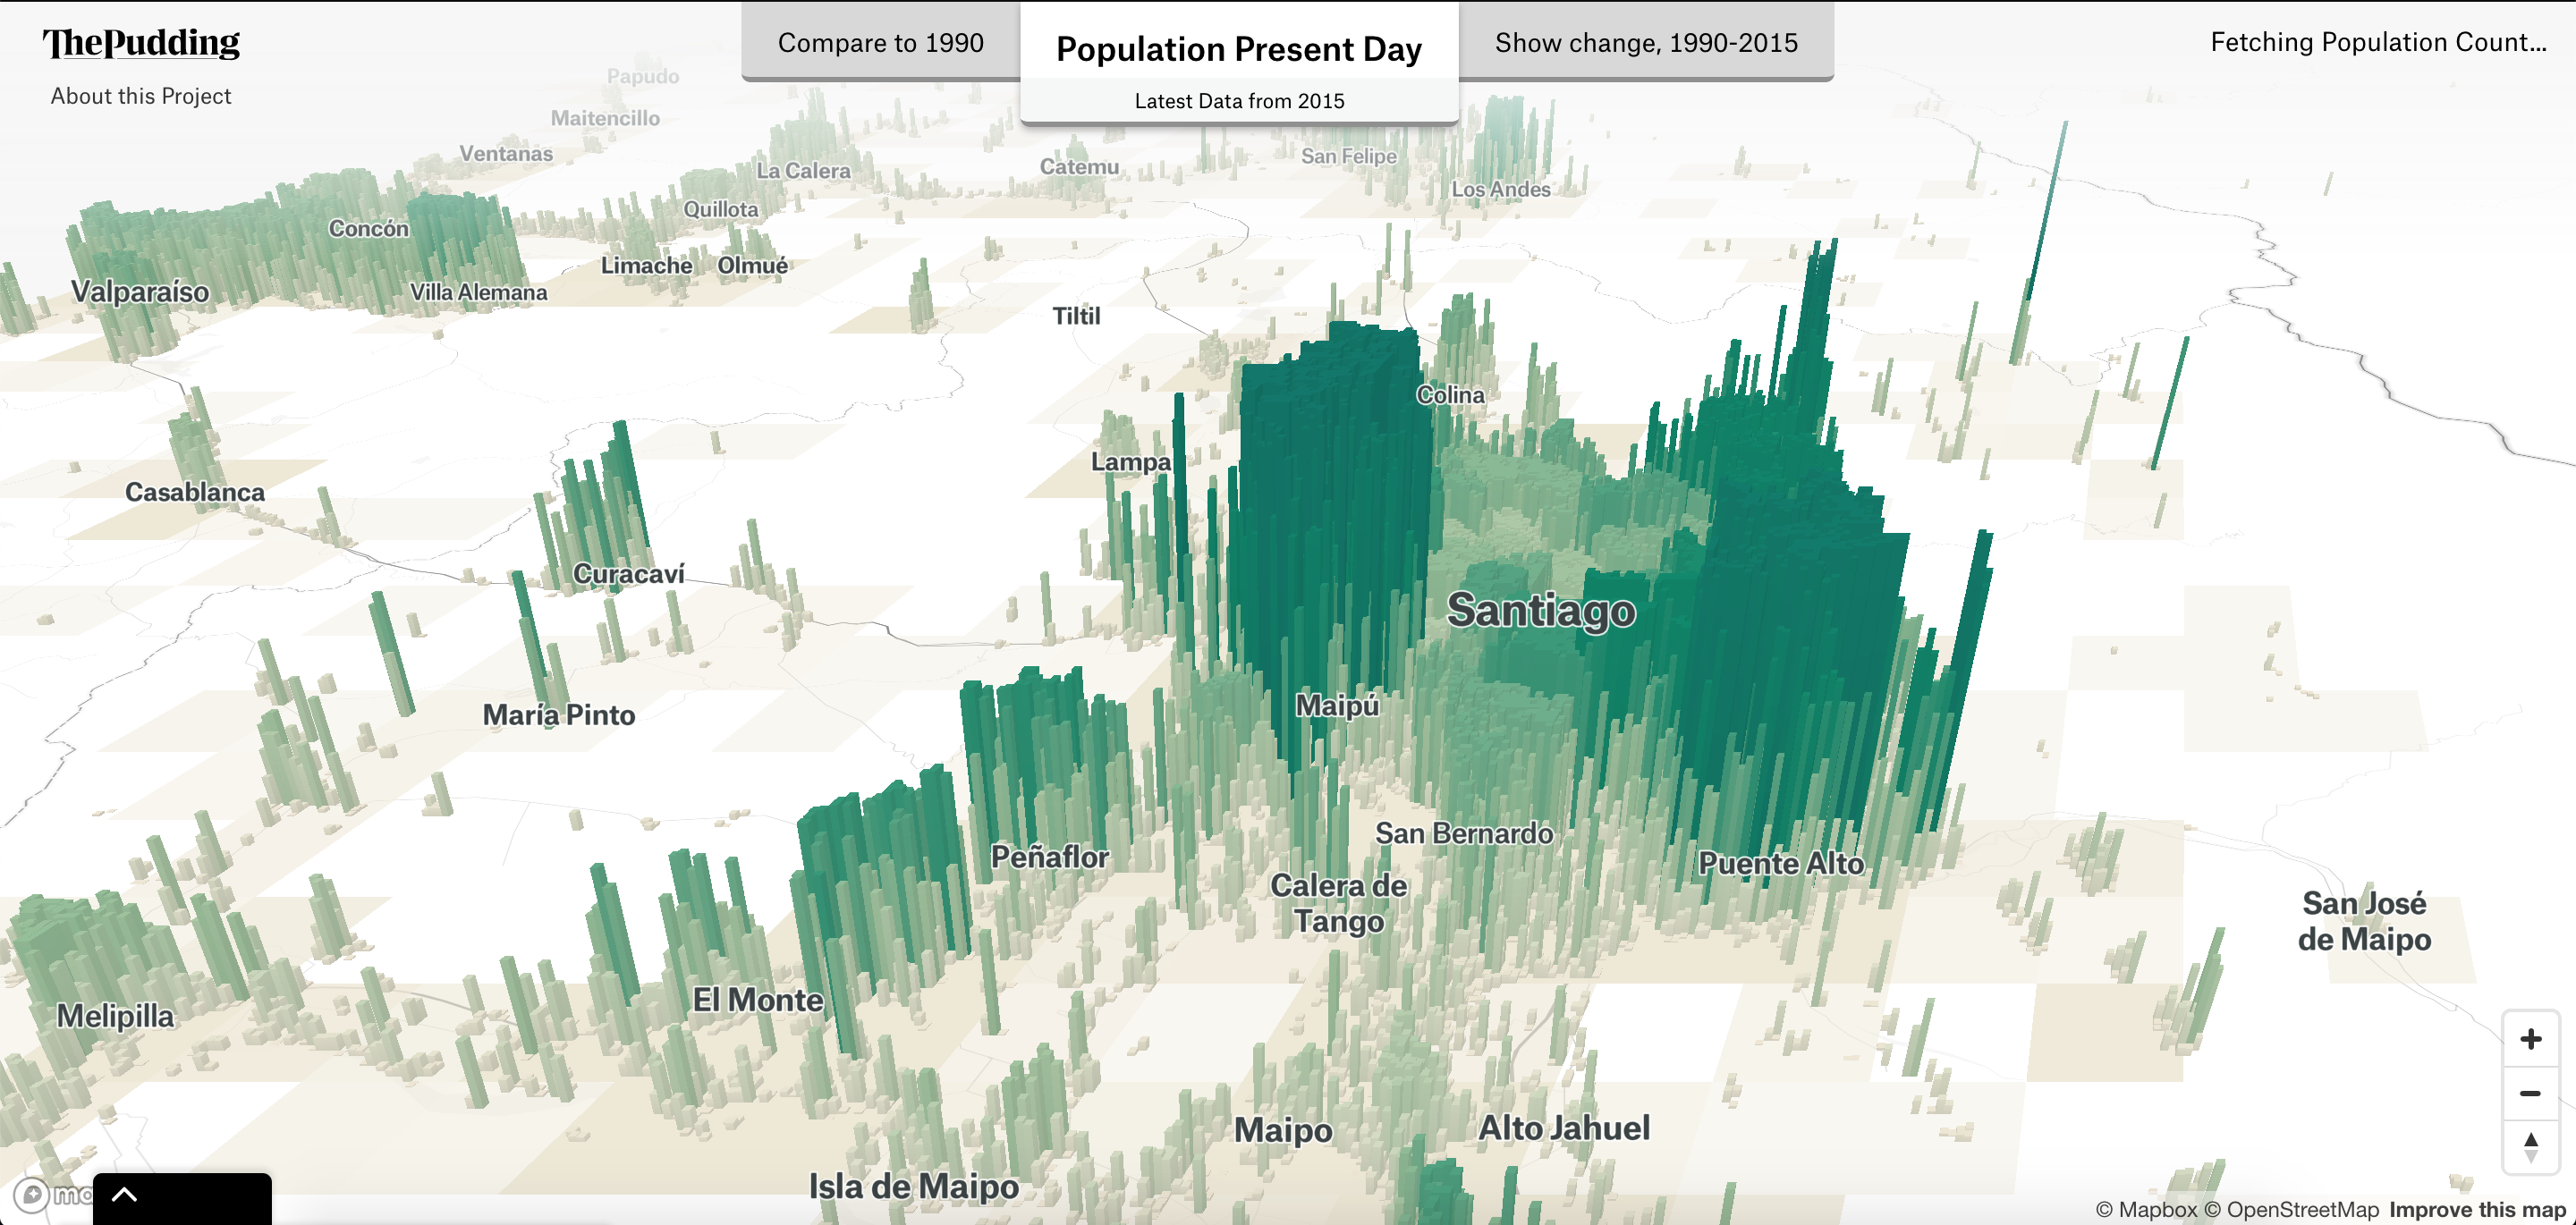 ThePudding
About this Project
Compare to 1990
Population Present Day
Latest Data from 2015
Show change, 1990-2015
Fetching Population Count...
Papudo
Maitencillo
Ventanas
La Calera
Catemu
San Felipe
Los Andes
Quillota
Concón
Limache
Olmué
Valparaíso
Villa Alemana
Tiltil
Colina
Lampa
Casablanca
Curacaví
Santiago
María Pinto
Maipú
San Bernardo
Peñaflor
Puente Alto
Calera de
Tango
San José
de Maipo
El Monte
Melipilla
Maipo
Alto Jahuel
Isla de Maipo
© Mapbox © OpenStreetMap Improve this map